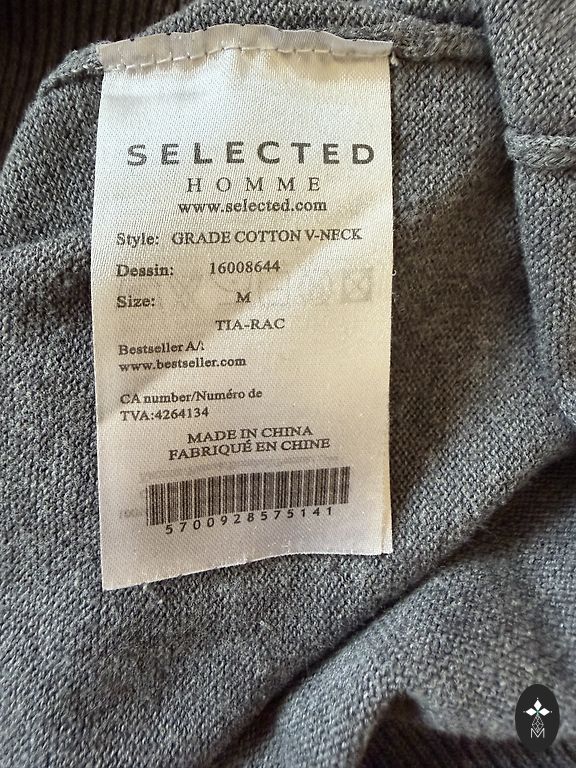 SELECTED
HOMME
www.selected.com
Style: GRADE COTTON V-NECK
Dessin: 16008644
Size: M
TIA-RAC
Bestseller A/
www.bestseller.com
CA number/Numéro de
TVA:4264134
MADE IN CHINA
FABRIQUÉ EN CHINE
5700928575141
M